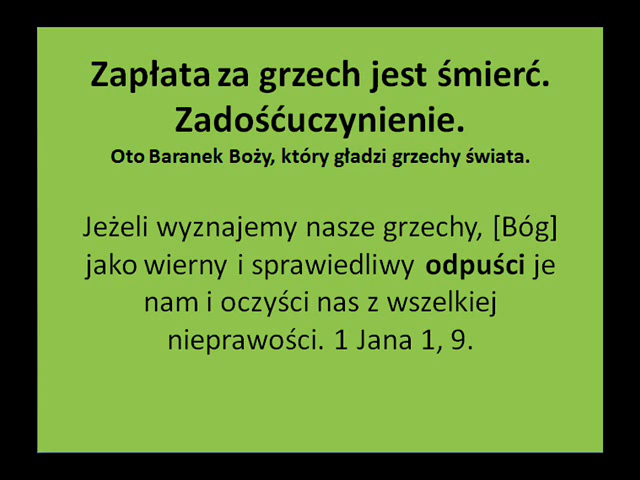 Zapłata za grzech jest śmierć.
Zadośćuczynienie.
Oto Baranek Boży, który gładzi grzechy świata.
Jeżeli wyznajemy nasze grzechy, [Bóg]
jako wierny i sprawiedliwy odpuści je
nam i oczyści nas z wszelkiej
nieprawości. 1 Jana 1, 9.